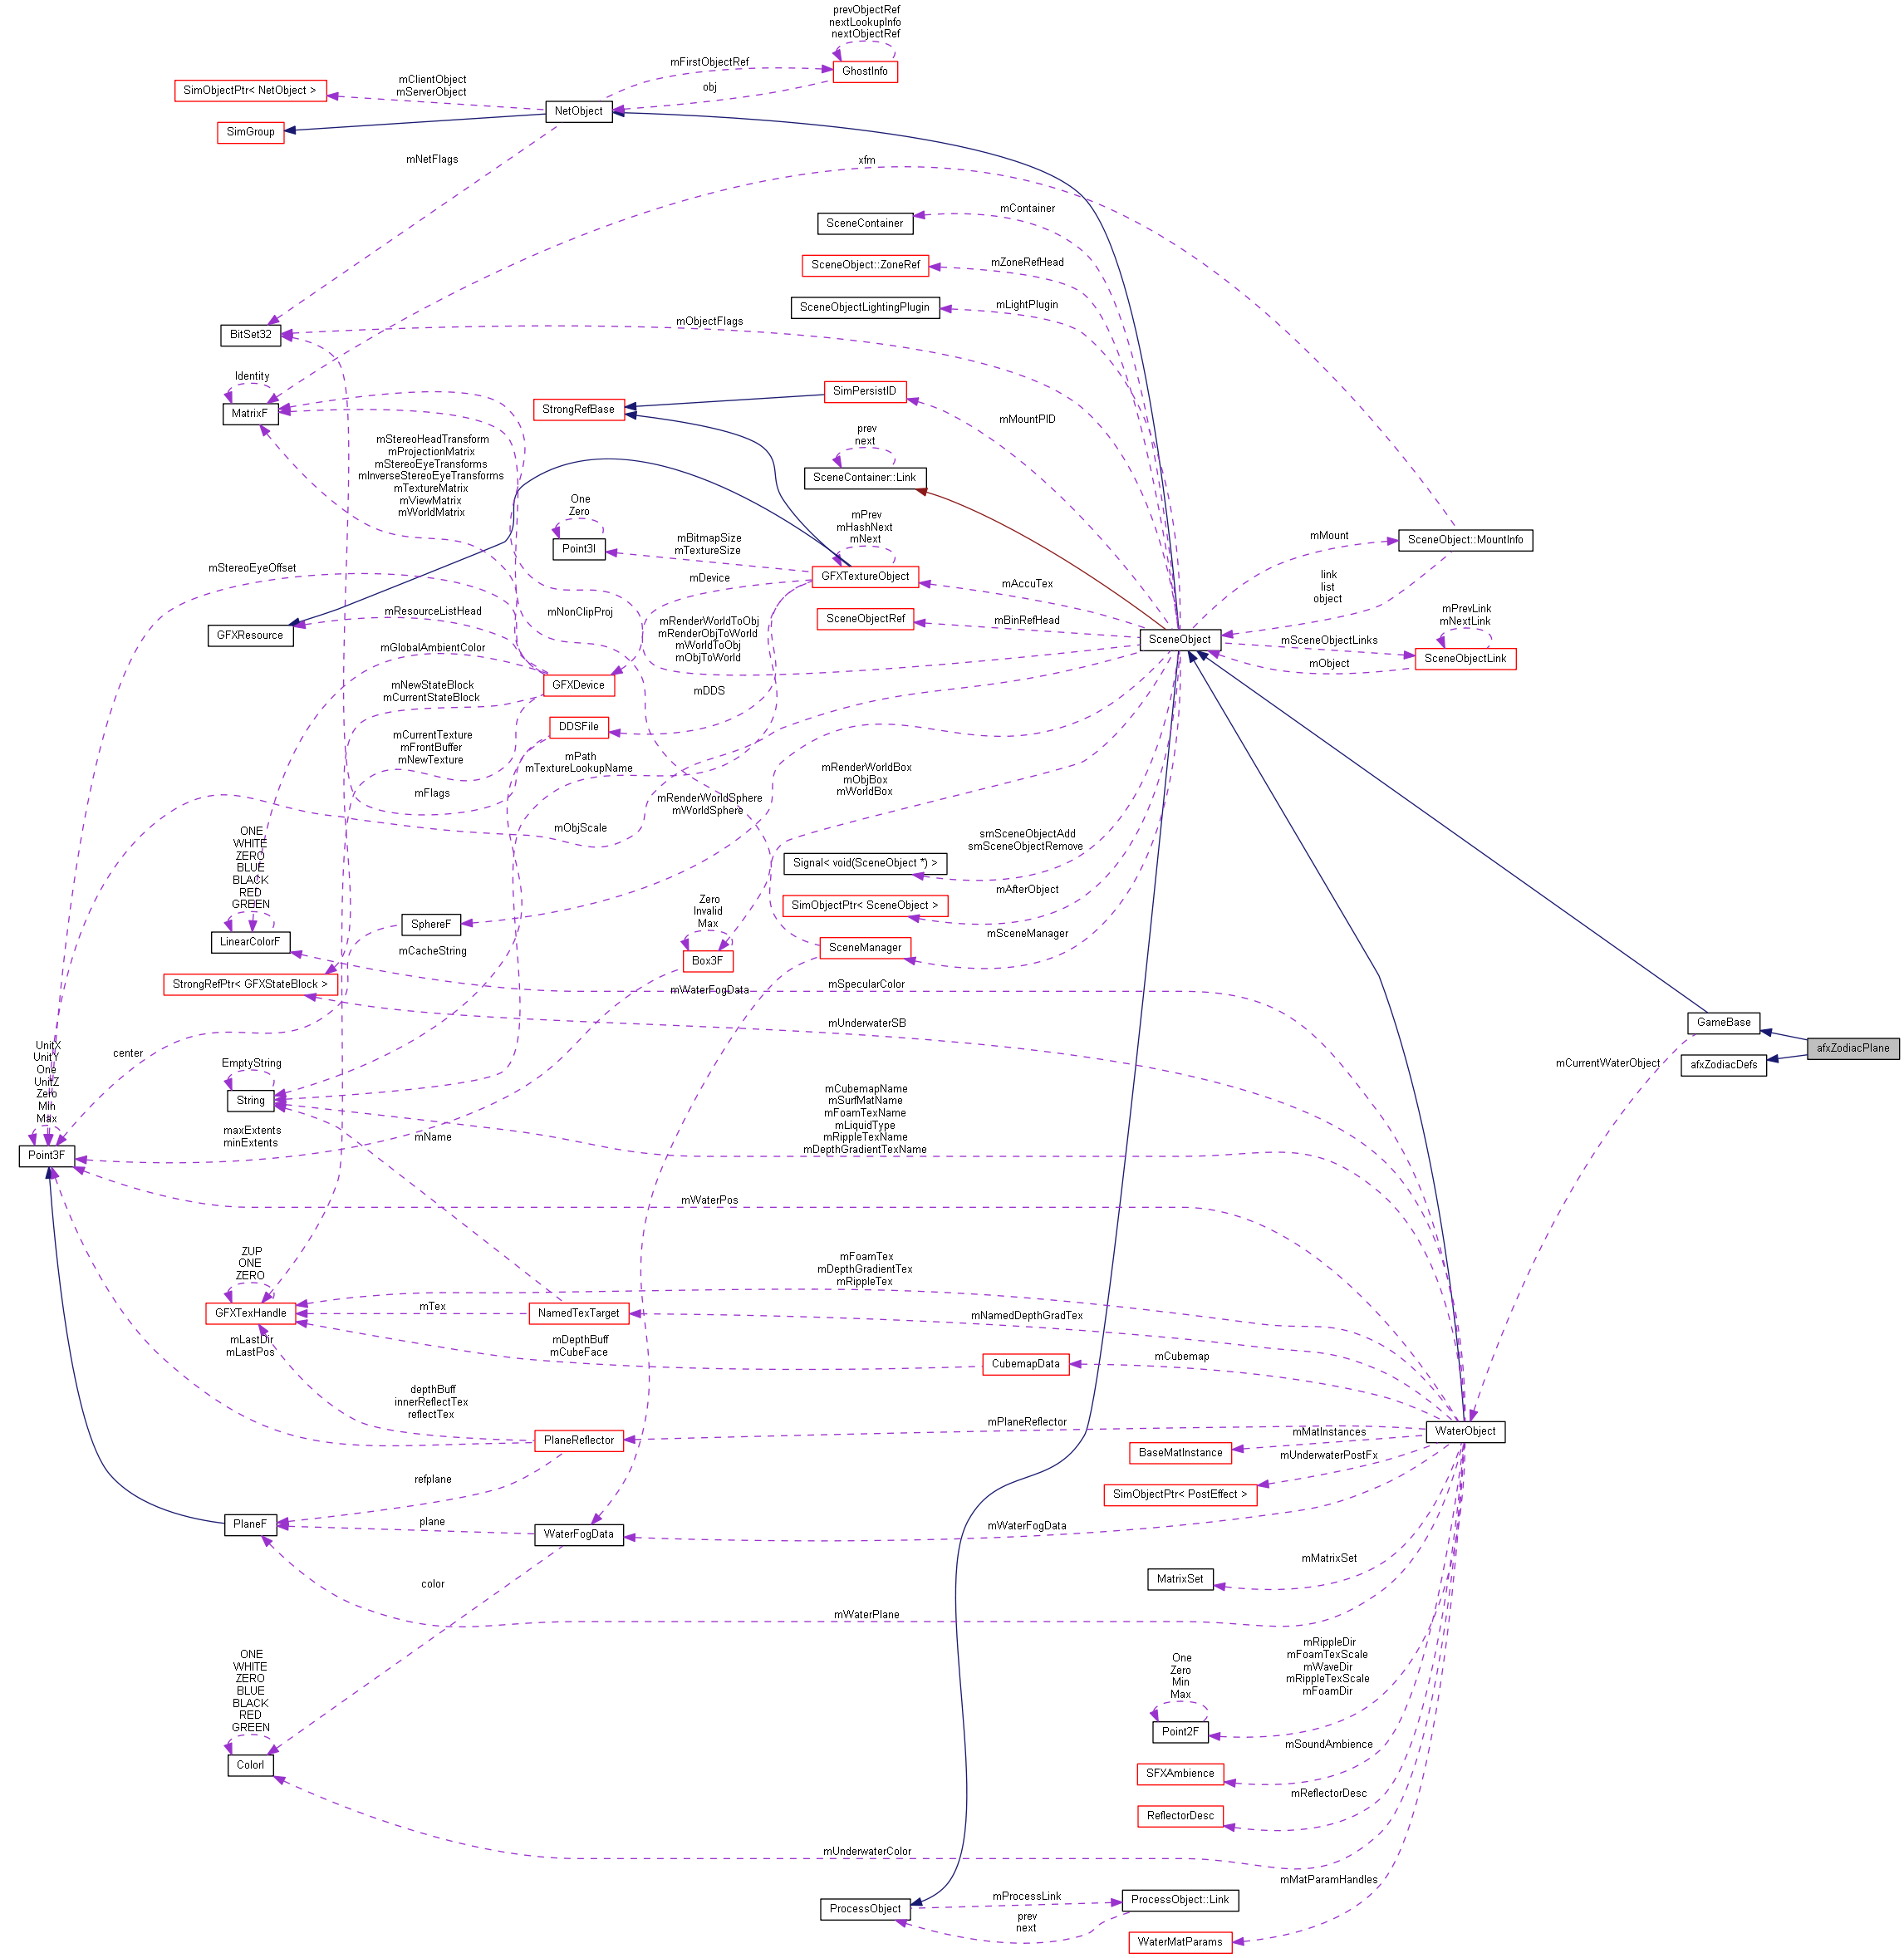 prevObjectRef
nextLookupInfo
nextObjectRef
mFirstObjectRef
GhostInfo
mClientObject
mServerObject
SimObjectPtr< NetObject >
obj
NetObject
SimGroup
mNetFlags
xfm
mContainer
SceneContainer
mZoneRefHead
SceneObject::ZoneRef
mLightPlugin
SceneObjectLightingPlugin
mObjectFlags
BitSet32
Identity
MatrixF
SimPersistID
StrongRefBase
mMountPID
prev
next
SceneContainer::Link
mStereoHeadTransform
mProjectionMatrix
mStereoEyeTransforms
mInverseStereoEyeTransforms
mTextureMatrix
mViewMatrix
mWorldMatrix
One
Zero
Point3I
mBitmapSize
mTextureSize
mPrev
mHashNext
mNext
GFXTextureObject
mMount
SceneObject::MountInfo
mStereoEyeOffset
mDevice
mAccuTex
link
list
object
mResourceListHead
mNonClipProj
GFXResource
SceneObjectRef
mBinRefHead
mRenderWorldToObj
mRenderObjToWorld
mWorldToObj
mObjToWorld
SceneObject
mPrevLink
mNextLink
mSceneObjectLinks
SceneObjectLink
mObject
mGlobalAmbientColor
GFXDevice
mNewStateBlock
mCurrentStateBlock
mDDS
DDSFile
mCurrentTexture
mFrontBuffer
mNewTexture
mPath
mTextureLookupName
mRenderWorldBox
mObjBox
mWorldBox
mFlags
mRenderWorldSphere
mWorldSphere
mObjScale
smSceneObjectAdd
smSceneObjectRemove
Signal< void(SceneObject *) >
ONE
WHITE
ZERO
BLUE
BLACK
RED
GREEN
LinearColorF
mAfterObject
SimObjectPtr< SceneObject >
Zero
Invalid
Max
Box3F
SphereF
mCacheString
mSceneManager
SceneManager
StrongRefPtr< GFXStateBlock >
mWaterFogData
mSpecularColor
mUnderwaterSB
GameBase
afxZodiacPlane
afxZodiacDefs
mCurrentWaterObject
UnitX
UnitY
One
UnitZ
Zero
Min
Max
Point3F
center
EmptyString
String
maxExtents
minExtents
mName
mCubemapName
mSurfMatName
mFoamTexName
mLiquidType
mRippleTexName
mDepthGradientTexName
mWaterPos
ZUP
ONE
ZERO
GFXTexHandle
mFoamTex
mDepthGradientTex
mRippleTex
mTex
NamedTexTarget
mNamedDepthGradTex
mLastDir
mLastPos
mDepthBuff
mCubeFace
CubemapData
mCubemap
depthBuff
innerReflectTex
reflectTex
PlaneReflector
mPlaneReflector
WaterObject
mMatInstances
BaseMatInstance
mUnderwaterPostFx
SimObjectPtr< PostEffect >
refplane
PlaneF
plane
WaterFogData
mWaterFogData
mMatrixSet
MatrixSet
color
mWaterPlane
mRippleDir
mFoamTexScale
mWaveDir
mRippleTexScale
mFoamDir
One
Zero
Min
Max
Point2F
ONE
WHITE
ZERO
BLUE
BLACK
RED
GREEN
ColorI
mSoundAmbience
SFXAmbience
mReflectorDesc
ReflectorDesc
mUnderwaterColor
mMatParamHandles
ProcessObject
mProcessLink
ProcessObject::Link
prev
next
WaterMatParams